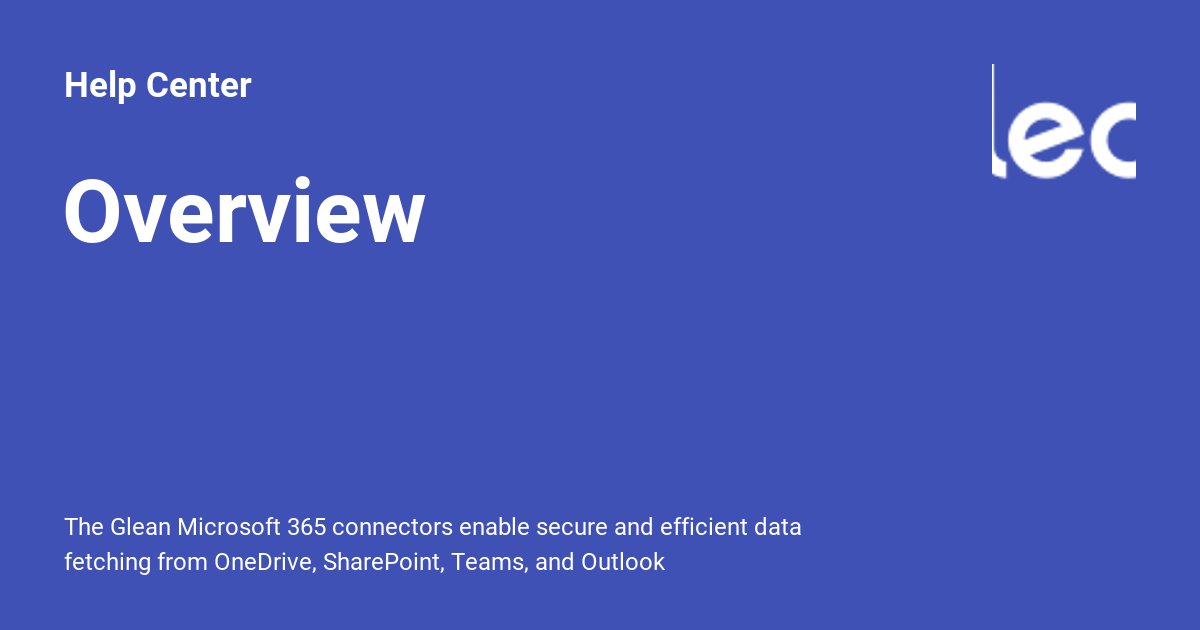 Help Center
Overview
The Glean Microsoft 365 connectors enable secure and efficient data
fetching from OneDrive, SharePoint, Teams, and Outlook